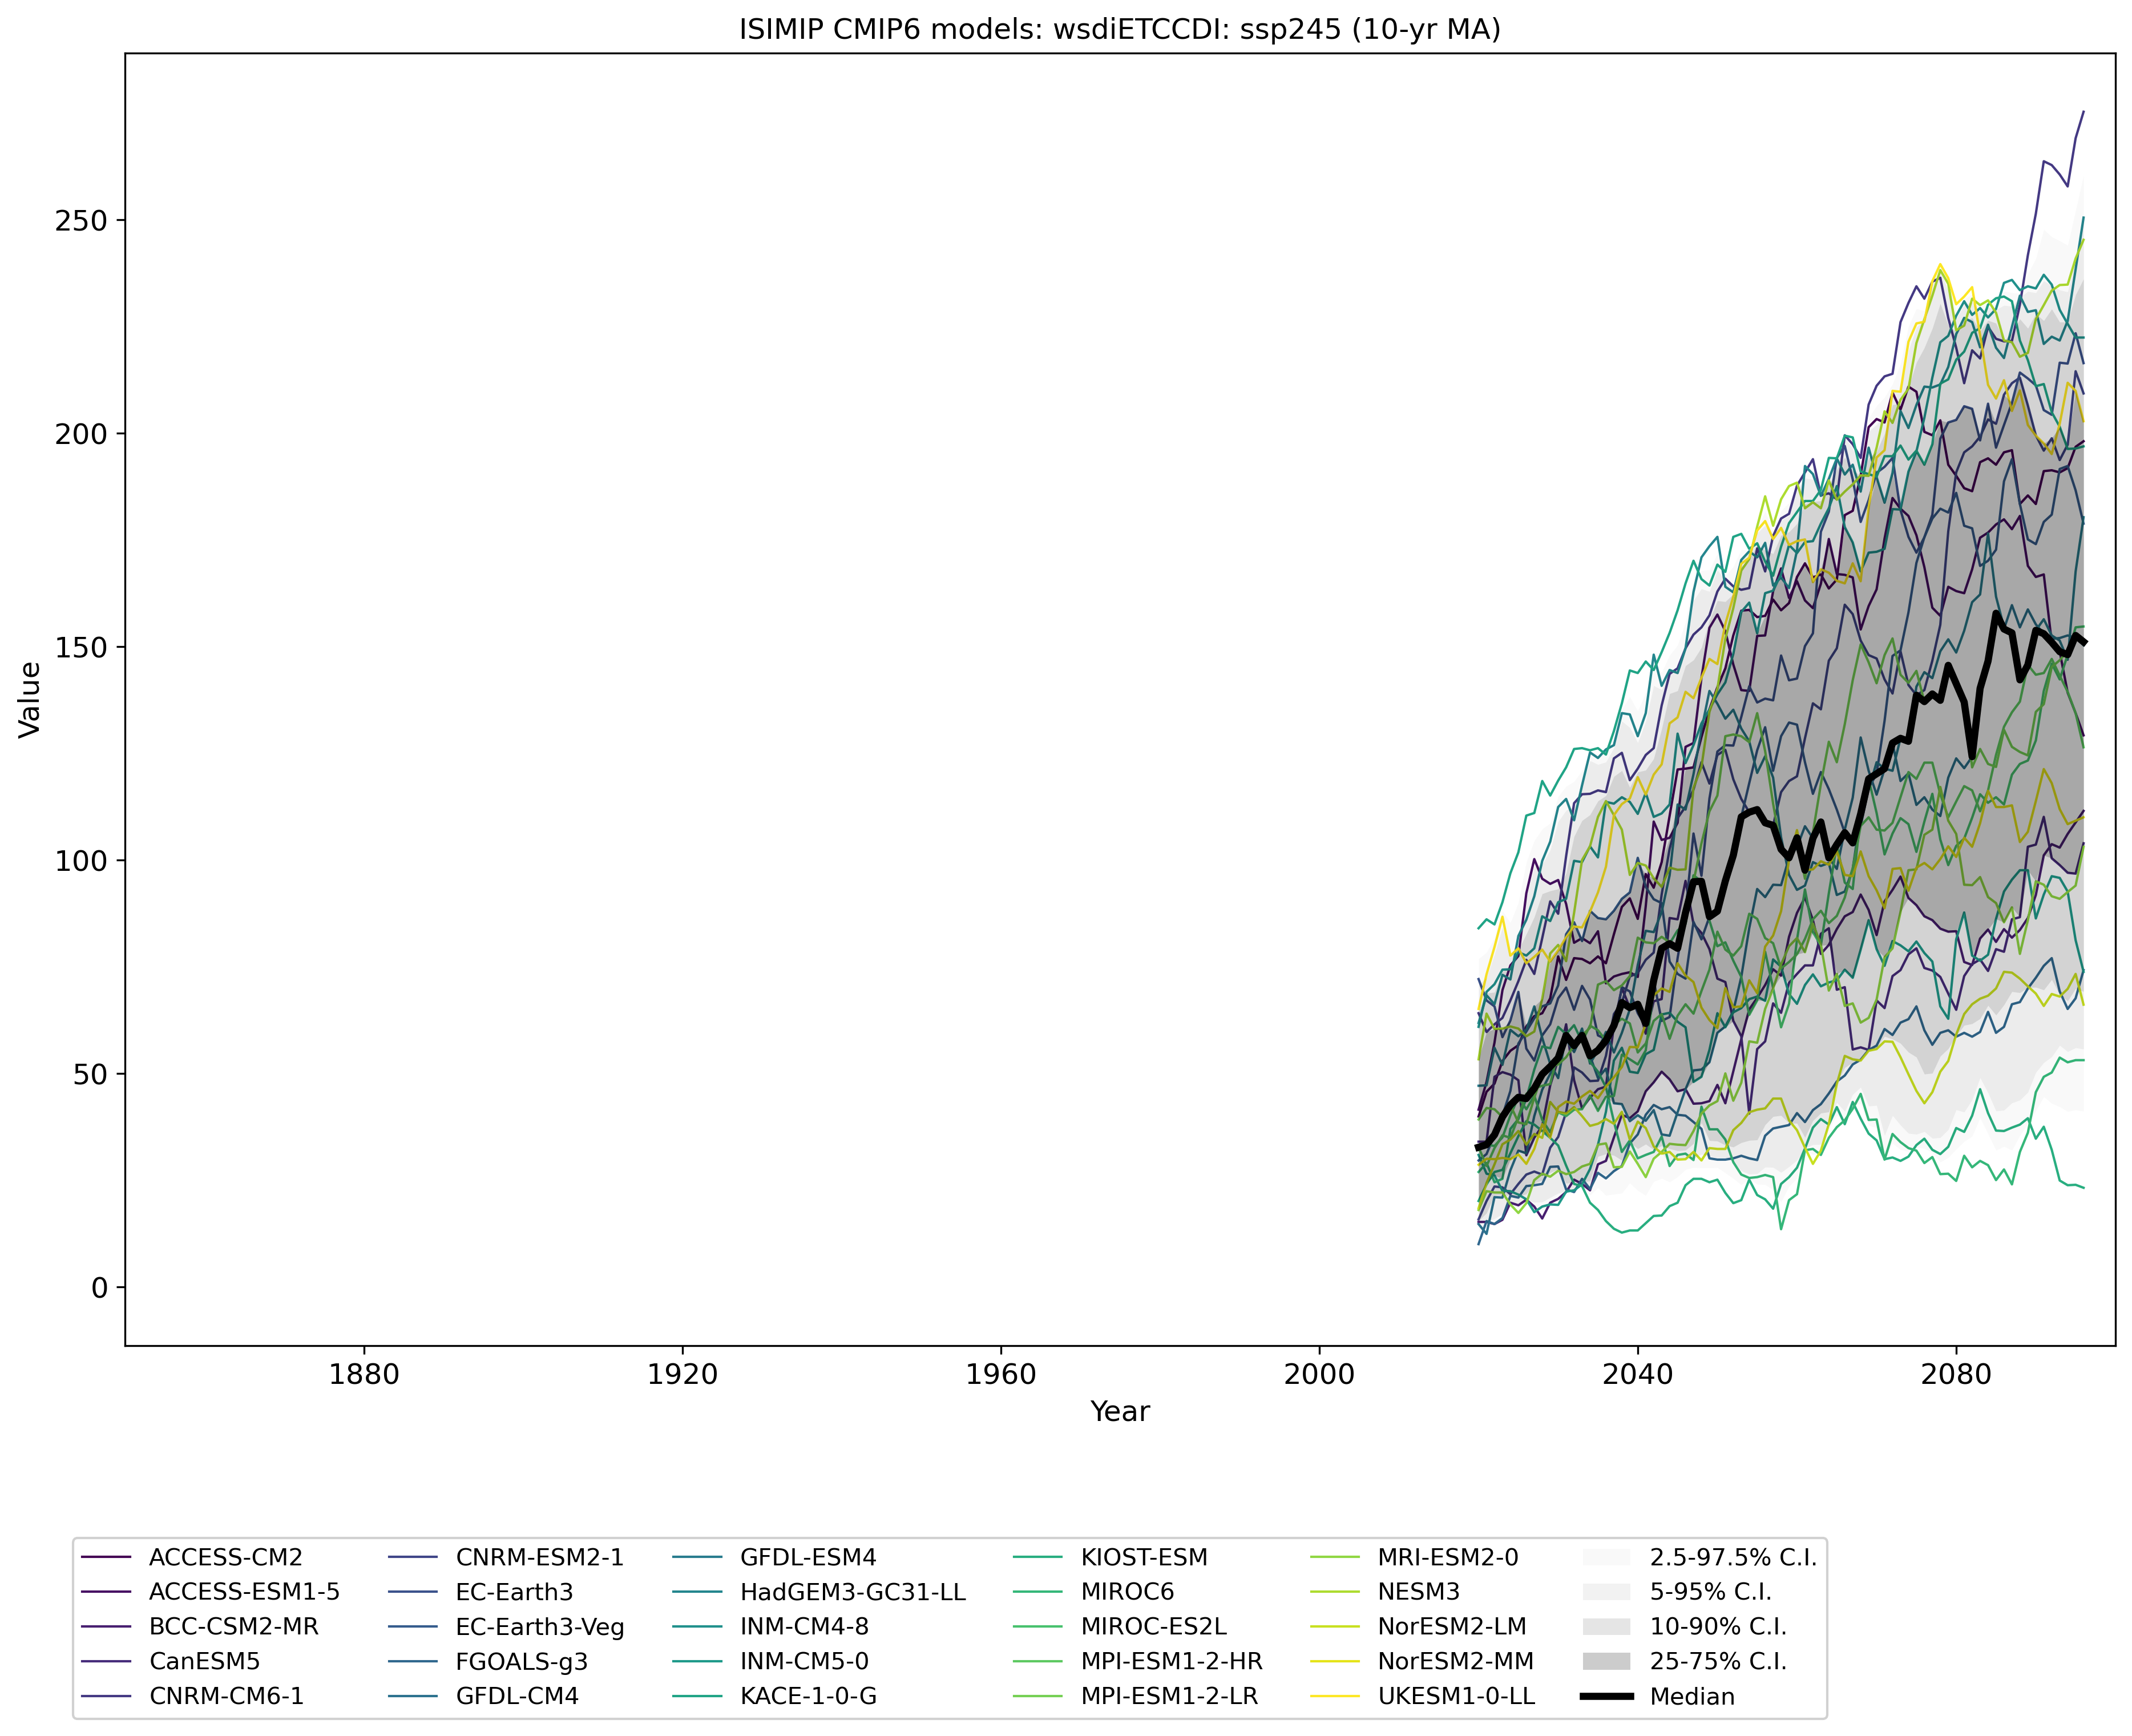 ISIMIP CMIP6 models: wsdiETCCDI: ssp245 (10-yr MA)
250
200
150
100
50
0
Value
1880 1920 1960 2000 2040 2080
Year
ACCESS-CM2 CNRM-ESM2-1 GFDL-ESM4 KIOST-ESM MRI-ESM2-0 2.5-97.5% C.I.
ACCESS-ESM1-5 EC-Earth3 HadGEM3-GC31-LL MIROC6 NESM3 5-95% C.I.
BCC-CSM2-MR EC-Earth3-Veg INM-CM4-8 MIROC-ES2L NorESM2-LM 10-90% C.I.
CanESM5 FGOALS-g3 INM-CM5-0 MPI-ESM1-2-HR NorESM2-MM 25-75% C.I.
CNRM-CM6-1 GFDL-CM4 KACE-1-0-G MPI-ESM1-2-LR UKESM1-0-LL Median